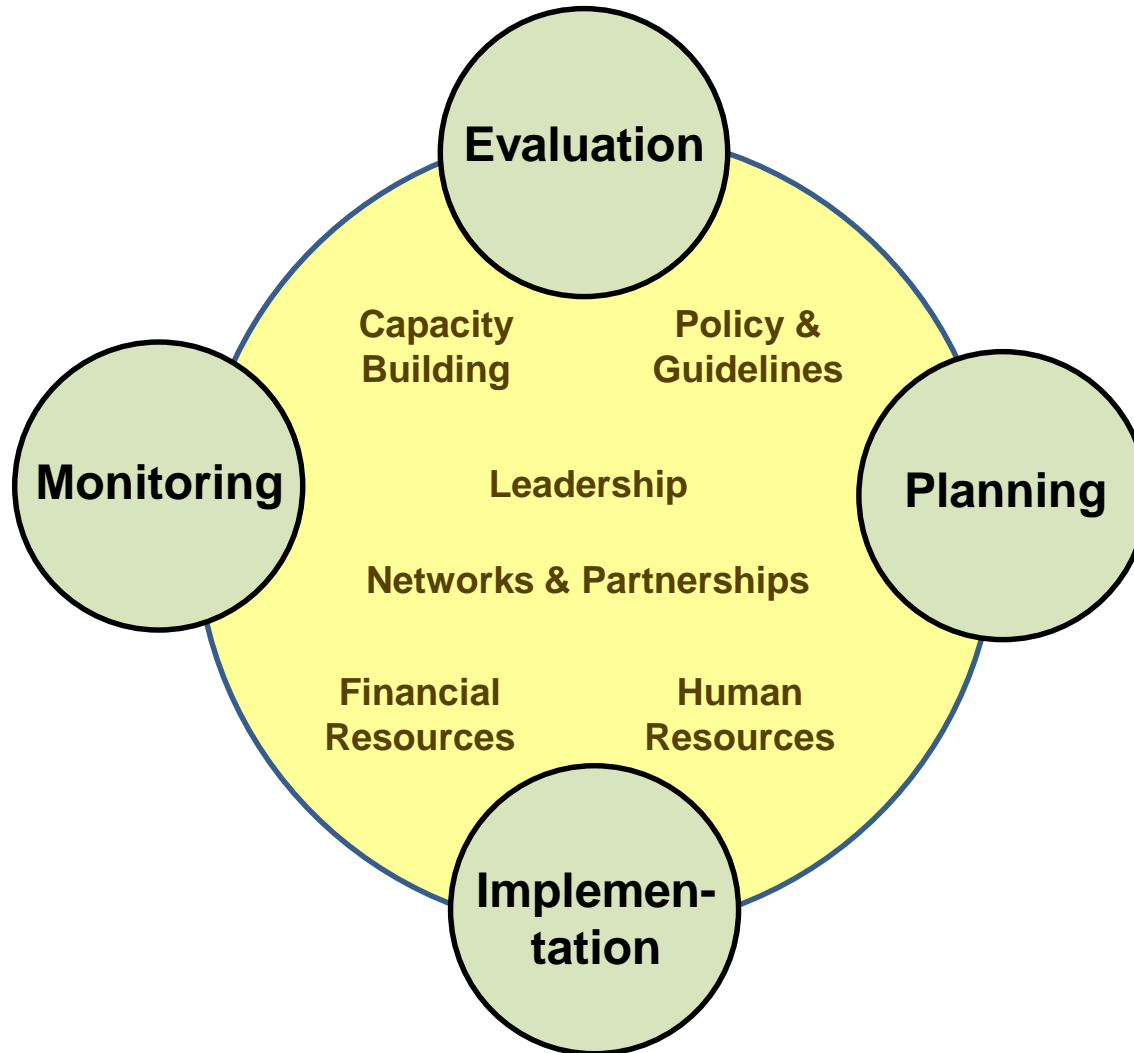 Evaluation
Capacity
Building
Policy &
Guidelines
Monitoring
Leadership
Planning
Networks & Partnerships
Financial
Resources
Human
Resources
Implemen-
tation